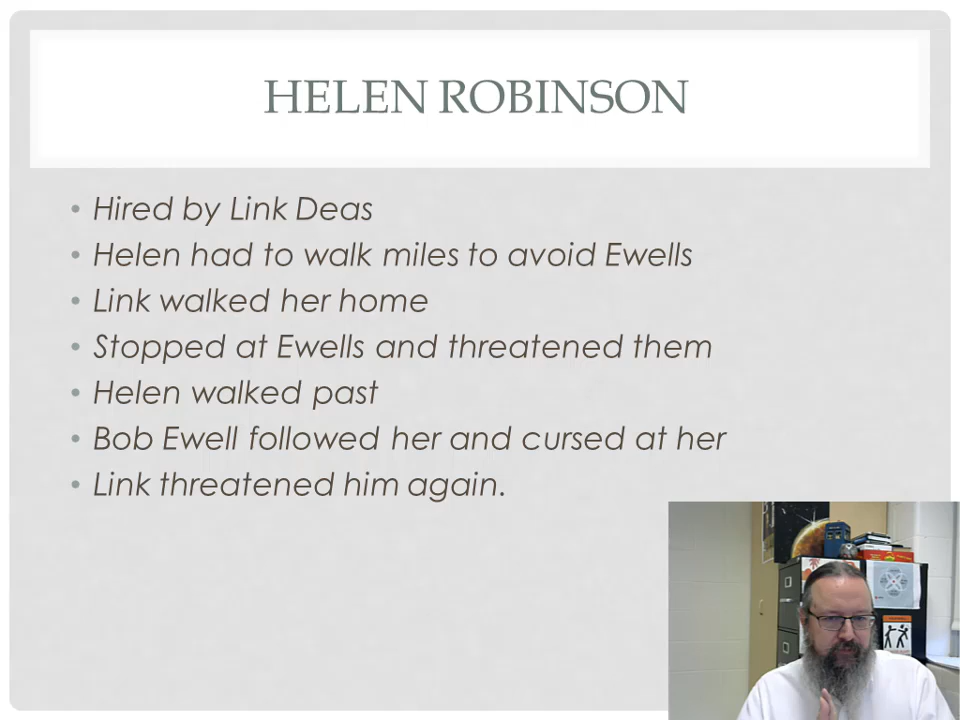 HELEN ROBINSON
• Hired by Link Deas
• Helen had to walk miles to avoid Ewells
• Link walked her home
• Stopped at Ewells and threatened them
• Helen walked past
• Bob Ewell followed her and cursed at her
• Link threatened him again.